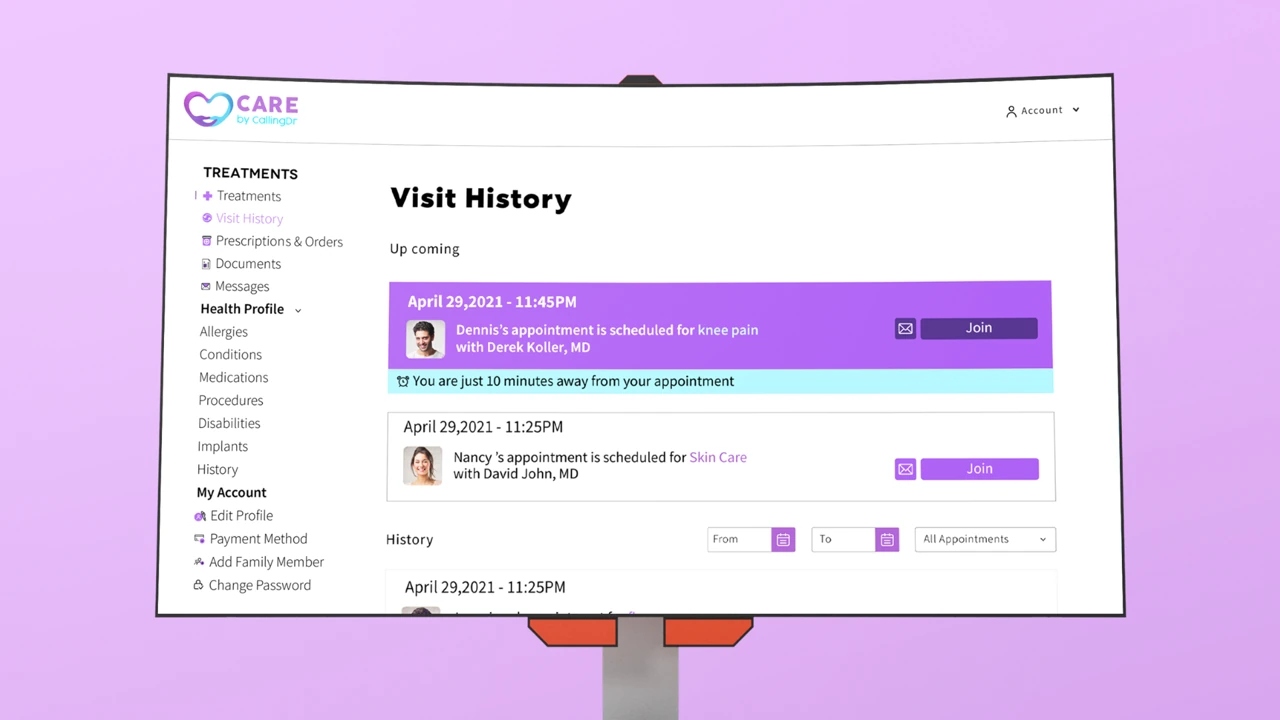 CARE
by CallingDr
Account
TREATMENTS
Treatments
Visit History
Prescriptions & Orders
Documents
Messages
Health Profile
Allergies
Conditions
Medications
Procedures
Disabilities
Implants
History
My Account
Edit Profile
Payment Method
Add Family Member
Change Password
Visit History
Up coming
April 29,2021 - 11:45PM
Dennis's appointment is scheduled for knee pain
with Derek Koller, MD
Join
You are just 10 minutes away from your appointment
April 29,2021 - 11:25PM
Nancy 's appointment is scheduled for Skin Care
with David John, MD
Join
History
From
To
All Appointments
April 29,2021 - 11:25PM